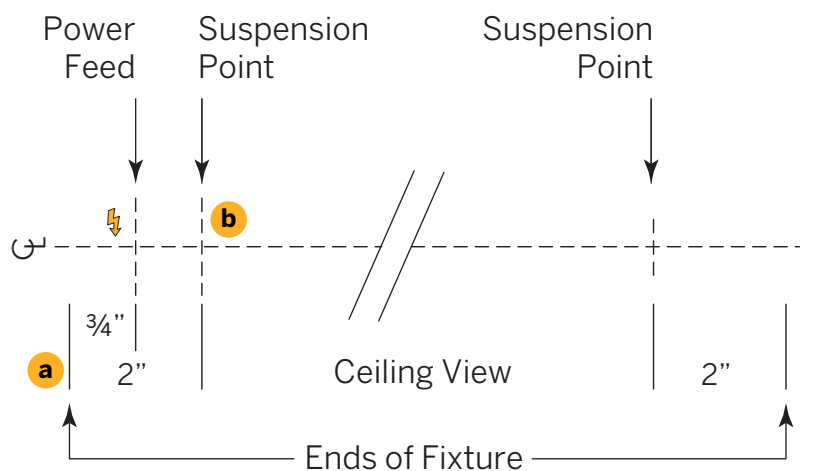 Power
Feed
Suspension
Point
Suspension
Point
b
℄
¾”
a
2”
Ceiling View
2”
Ends of Fixture